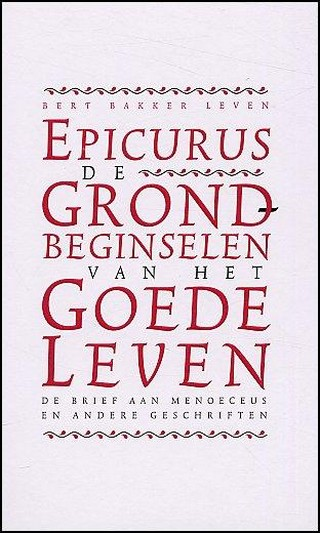 BERT BAKKER LEVEN
EPICURUS
DE
GROND-
BEGINSELEN
VAN HET
GOEDE
LEVEN
DE BRIEF AAN MENOECEUS
EN ANDERE GESCHRIFTEN